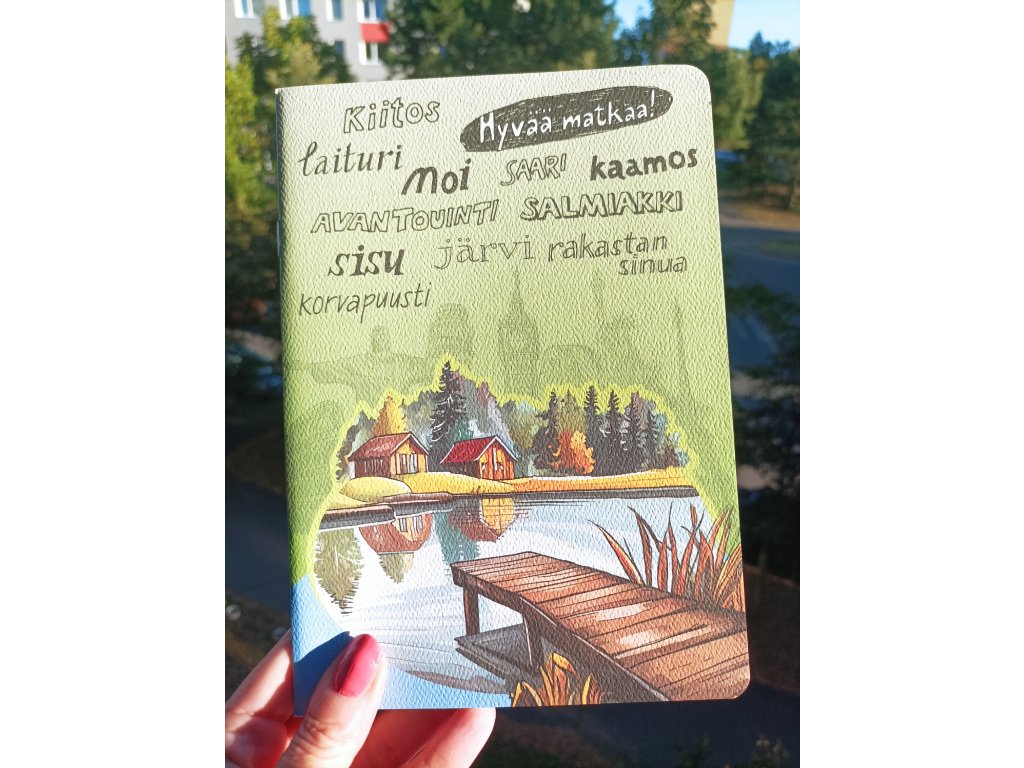 Kiitos
Hyvää matkaa!
laituri
Moi
SAARI
kaamos
AVANTOUINTI
SALMIAKKI
sisu
järvi
rakastan
sinua
korvapuusti